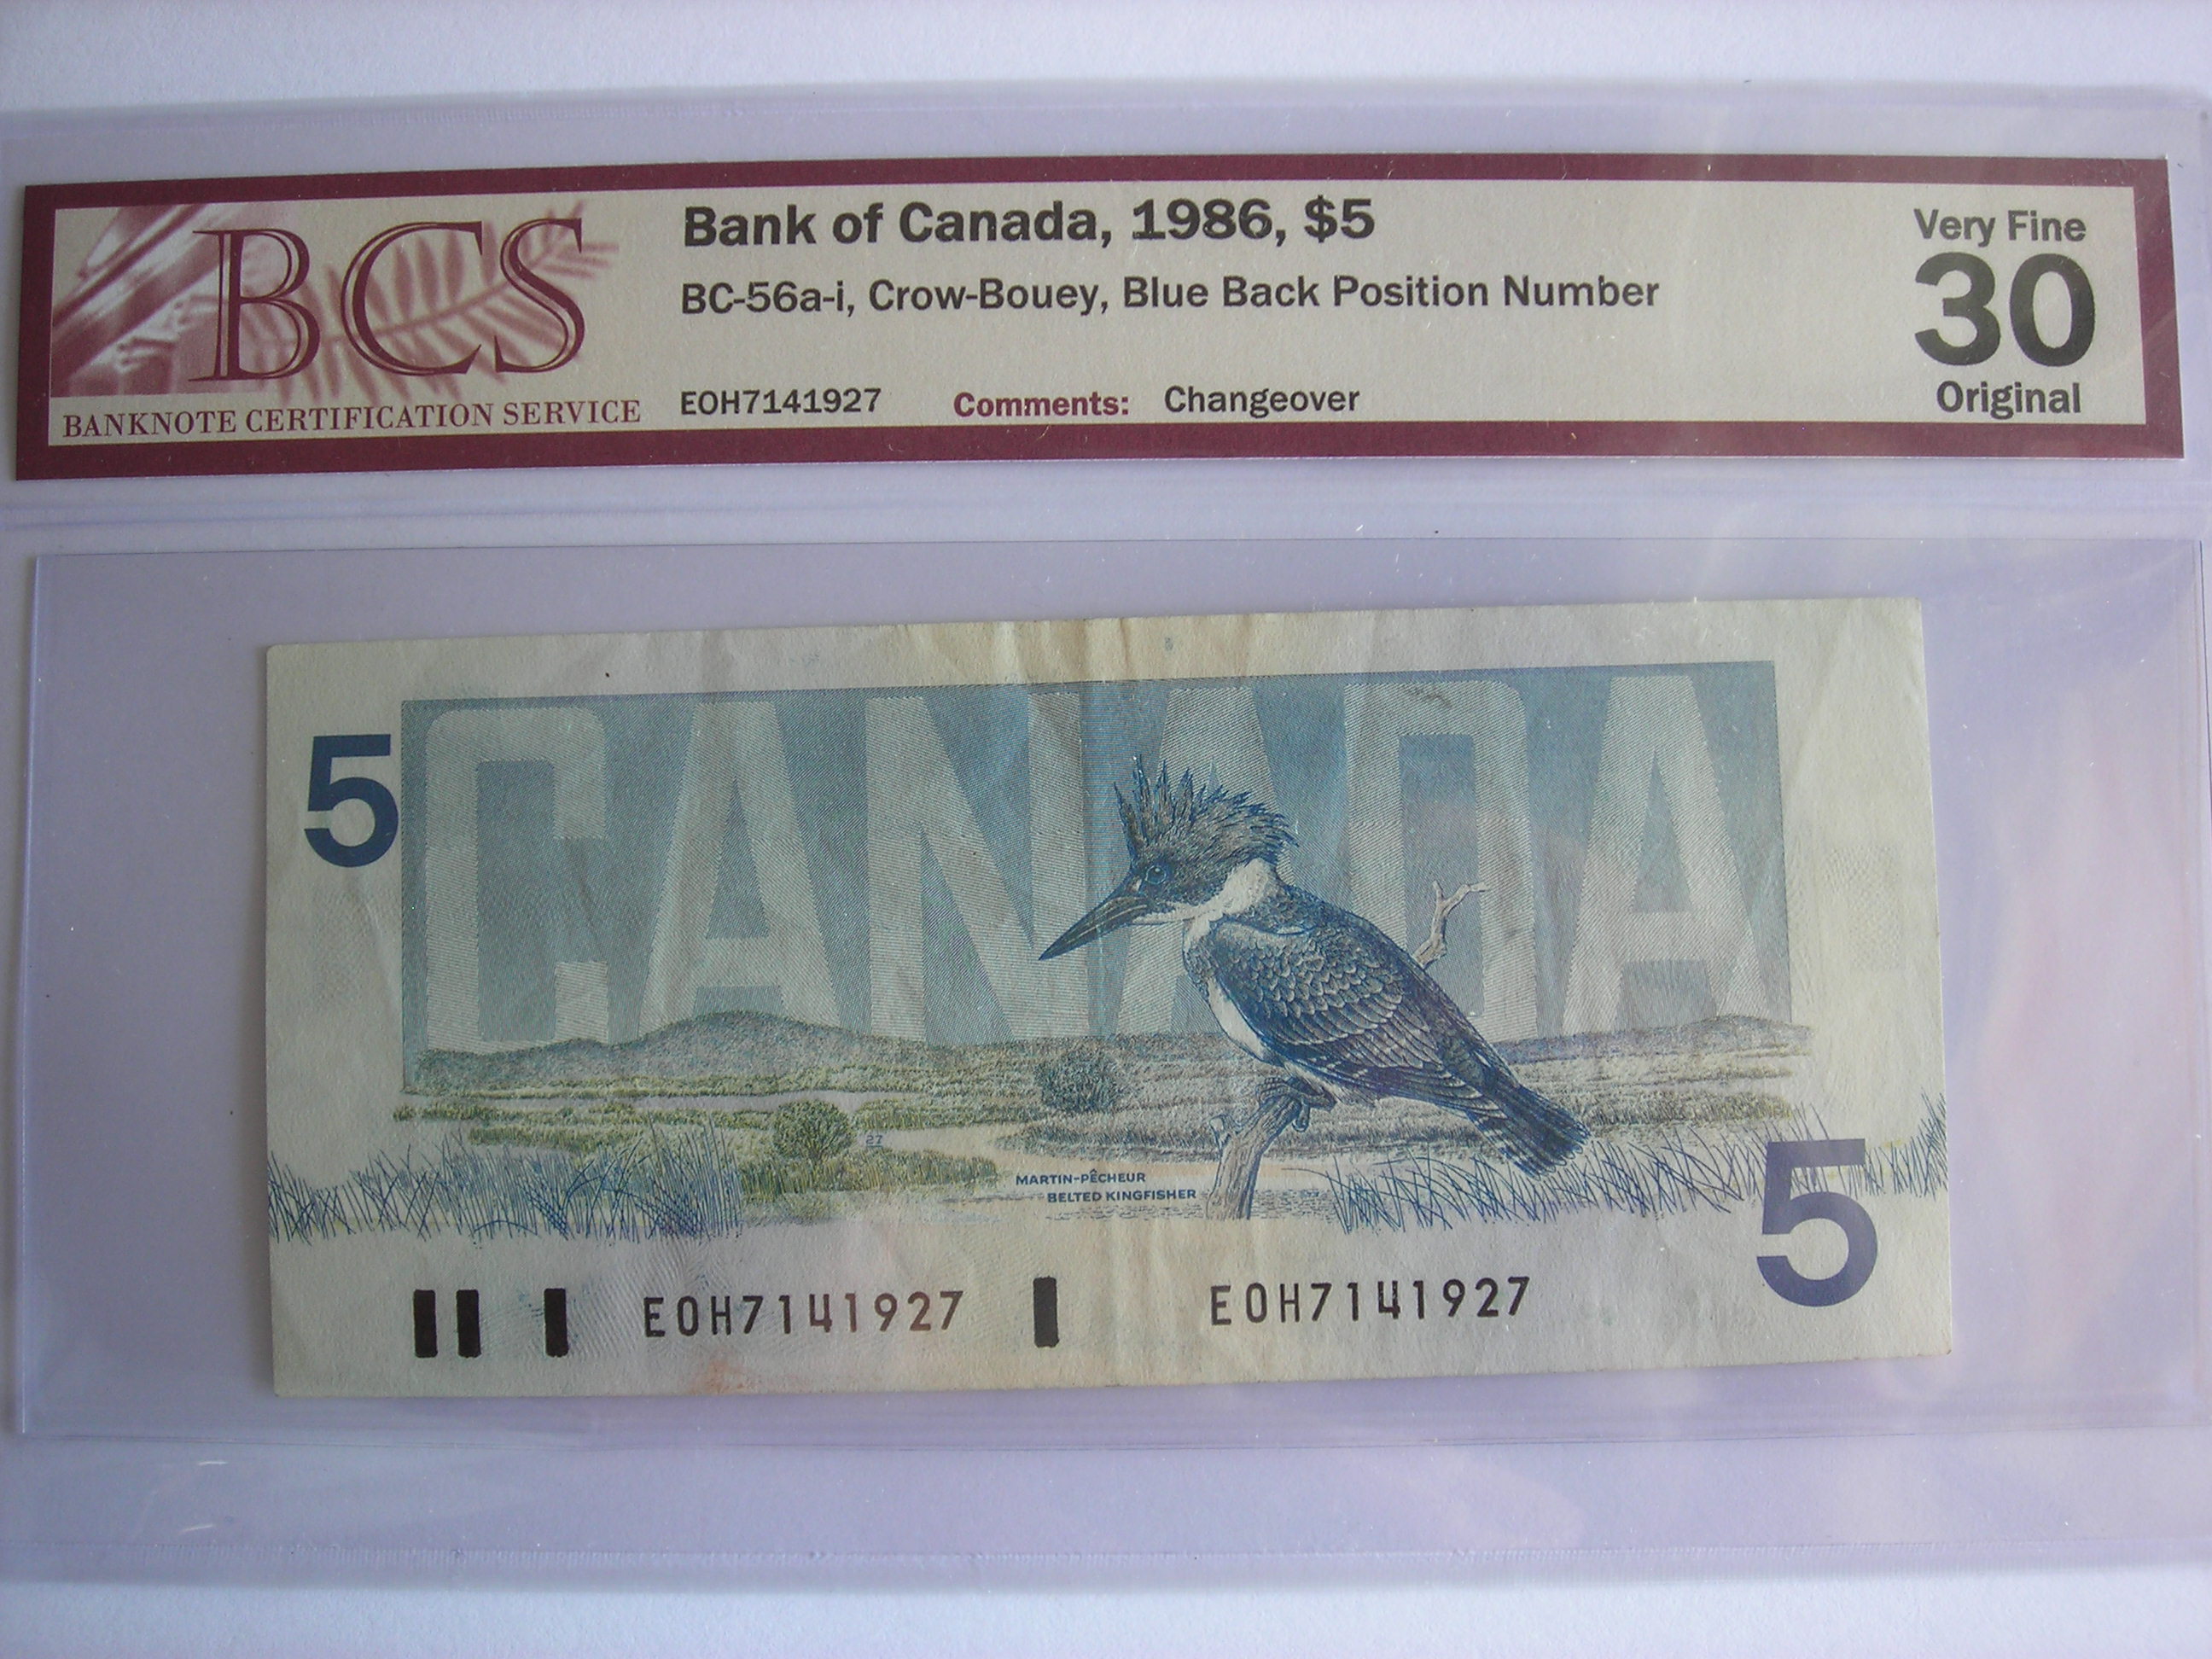 BCS
BANKNOTE CERTIFICATION SERVICE
Bank of Canada, 1986, $5
BC-56a-i, Crow-Bouey, Blue Back Position Number
EOH7141927 Comments: Changeover
Very Fine
30
Original
5
CANADA
27
MARTIN-PÊCHEUR
BELTED KINGFISHER
5
EOH7141927 EOH7141927